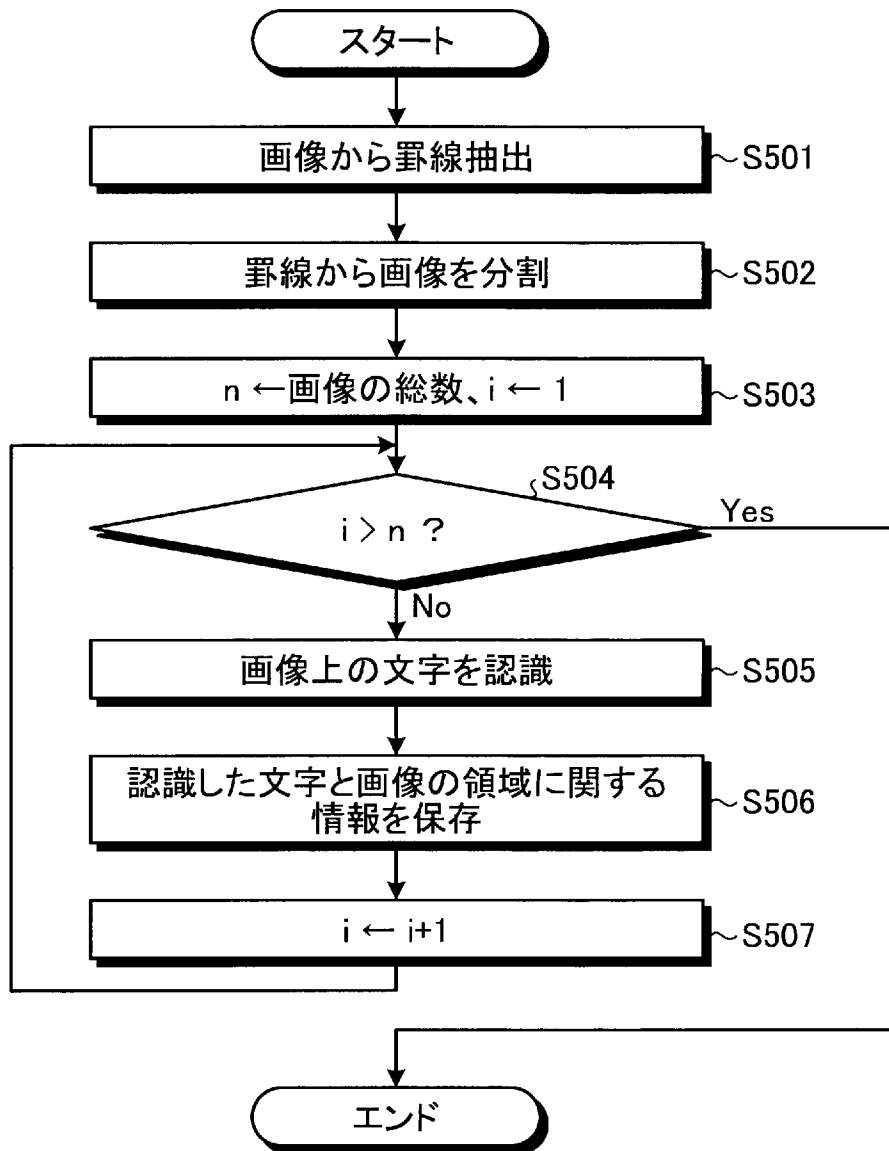 スタート
画像から罫線抽出
S501
罫線から画像を分割
S502
n ←画像の総数、i ← 1
S503
S504
i > n ?
Yes
No
画像上の文字を認識
S505
認識した文字と画像の領域に関する
情報を保存
S506
i ← i+1
S507
エンド